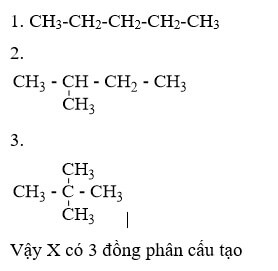 1. CH3-CH2-CH2-CH2-CH3
2.
CH₃ - CH - CH₂ - CH₃
CH₃
3.
CH₃
CH₃ - C - CH₃
CH₃
Vậy X có 3 đồng phân cấu tạo